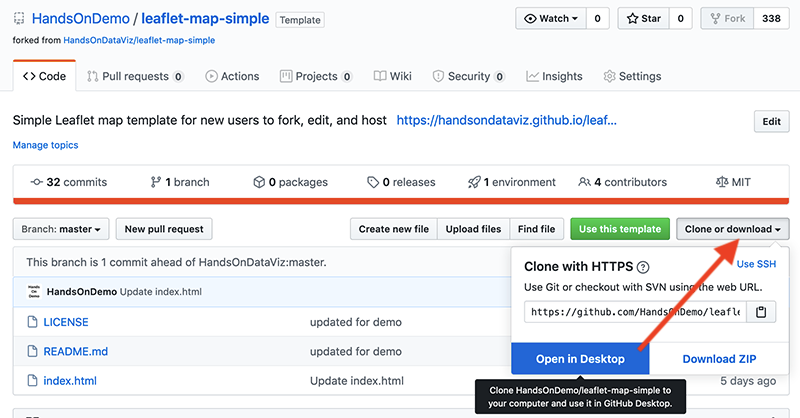 HandsOnDemo / leaflet-map-simple Template Watch 0 Star 0 Fork 338
forked from HandsOnDataViz/leaflet-map-simple
Code Pull requests 0 Actions Projects 0 Wiki Security 0 Insights Settings
Simple Leaflet map template for new users to fork, edit, and host https://handsondataviz.github.io/leaf... Edit
Manage topics
32 commits 1 branch 0 packages 0 releases 1 environment 4 contributors MIT
Branch: master New pull request Create new file Upload files Find file Use this template Clone or download
This branch is 1 commit ahead of HandsOnDataViz:master.
Clone with HTTPS ? Use SSH
Hands On Demo HandsOnDemo Update index.html
Use Git or checkout with SVN using the web URL.
https://github.com/HandsOnDemo/leafle
LICENSE updated for demo
README.md updated for demo
Open in Desktop Download ZIP
index.html Update index.html 5 days ago
Clone HandsOnDemo/leaflet-map-simple to
your computer and use it in GitHub Desktop.